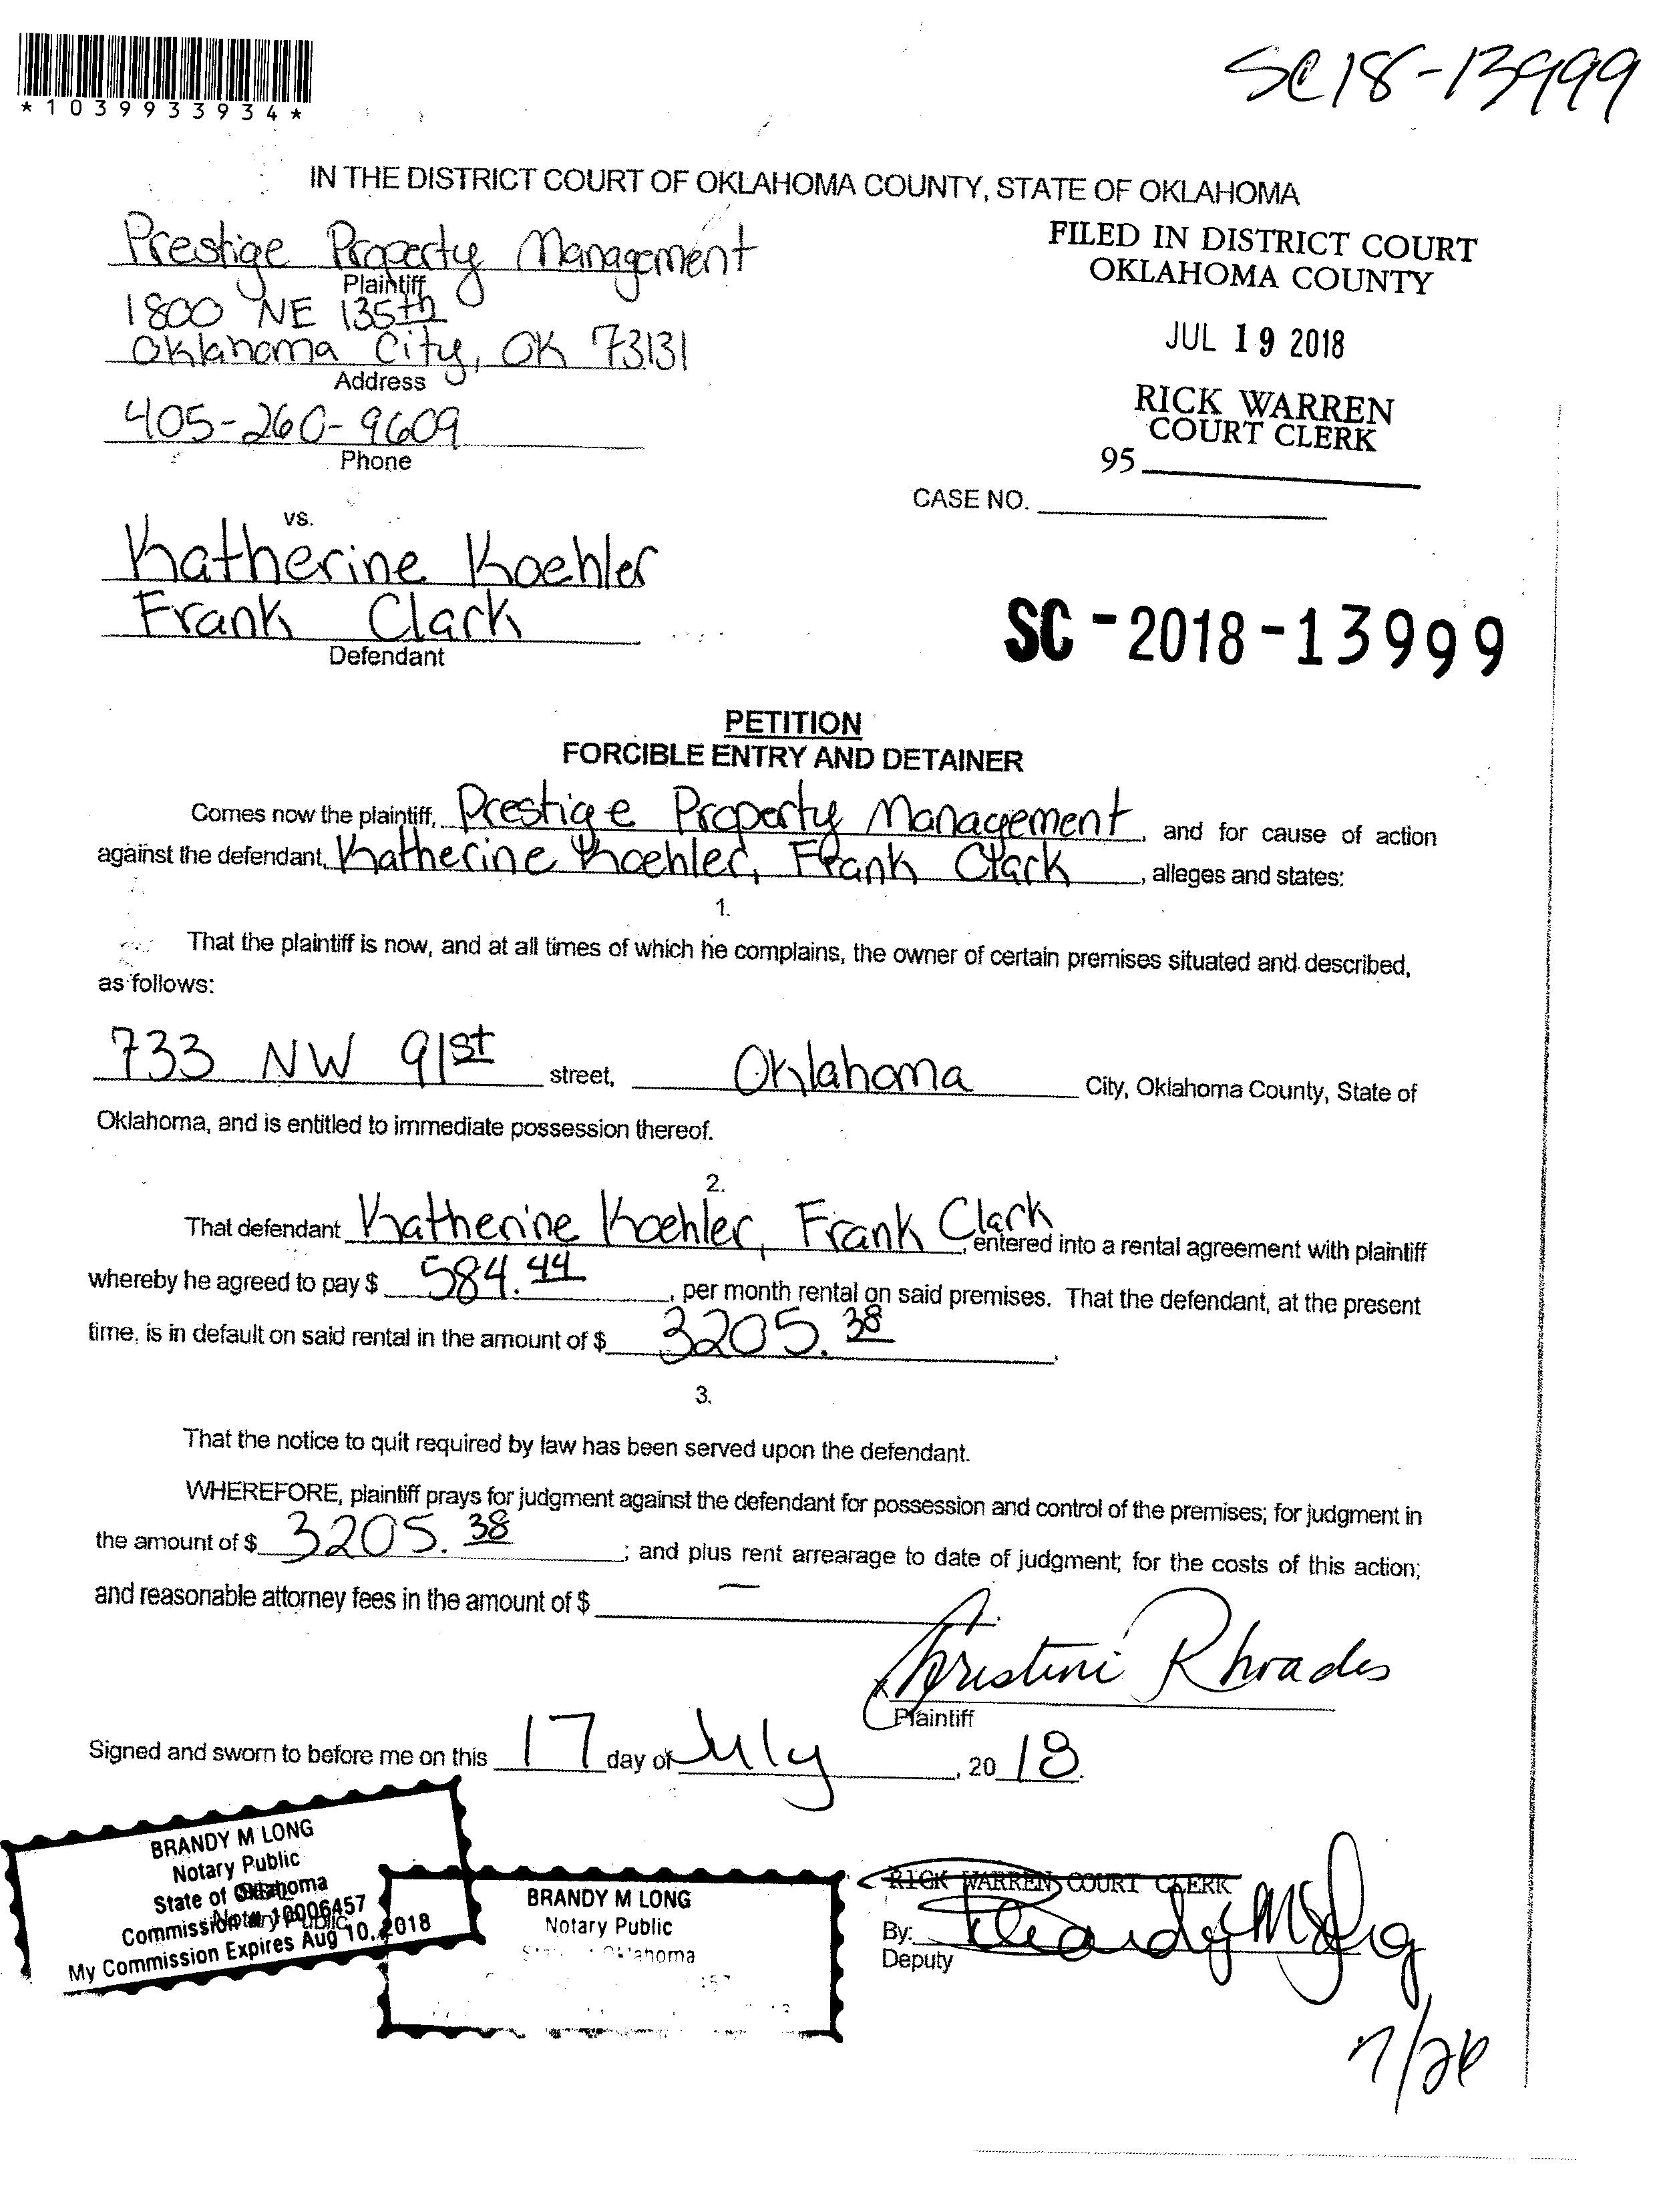 *1039933934*
SC18-13999
IN THE DISTRICT COURT OF OKLAHOMA COUNTY, STATE OF OKLAHOMA
Prestige Property Management
Plaintiff
1800 NE 135th
Oklahoma City, OK 73131
Address
405-260-9609
Phone
FILED IN DISTRICT COURT
OKLAHOMA COUNTY
JUL 19 2018
RICK WARREN
COURT CLERK
95
CASE NO.
vs.
Katherine Koehler
Frank Clark
Defendant
SC-2018-13999
PETITION
FORCIBLE ENTRY AND DETAINER
Comes now the plaintiff, Prestige Property Management, and for cause of action
against the defendant, Katherine Koehler, Frank Clark, alleges and states:
1.
That the plaintiff is now, and at all times of which he complains, the owner of certain premises situated and described,
as follows:
733 NW 91st street, Oklahoma City, Oklahoma County, State of
Oklahoma, and is entitled to immediate possession thereof.
2.
That defendant Katherine Koehler, Frank Clark, entered into a rental agreement with plaintiff
whereby he agreed to pay $ 584.44, per month rental on said premises. That the defendant, at the present
time, is in default on said rental in the amount of $ 3205.38.
3.
That the notice to quit required by law has been served upon the defendant.
WHEREFORE, plaintiff prays for judgment against the defendant for possession and control of the premises; for judgment in
the amount of $ 3205.38; and plus rent arrearage to date of judgment; for the costs of this action;
and reasonable attorney fees in the amount of $ —
Christine Rhoades
Plaintiff
Signed and sworn to before me on this 17 day of July, 2018.
BRANDY M LONG
Notary Public
State of Oklahoma
Commission # 10006457
My Commission Expires Aug 10, 2018
BRANDY M LONG
Notary Public
RICK WARREN COURT CLERK
By: Brandy M Long
Deputy
7/26